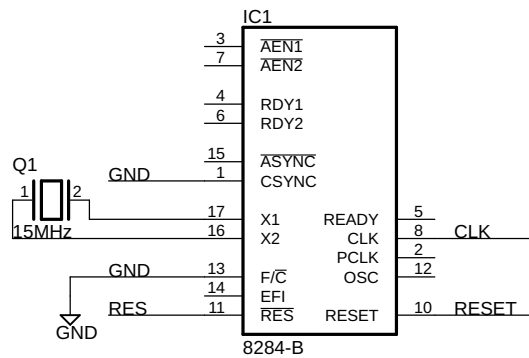 IC1
3 AEN1
7 AEN2
4 RDY1
6 RDY2
15 ASYNC
GND 1 CSYNC
Q1
1 2
15MHz
17 X1 READY 5
16 X2 CLK 8 CLK
PCLK 2
GND 13 F/C OSC 12
14 EFI
RES 11 RES RESET 10 RESET
GND
8284-B